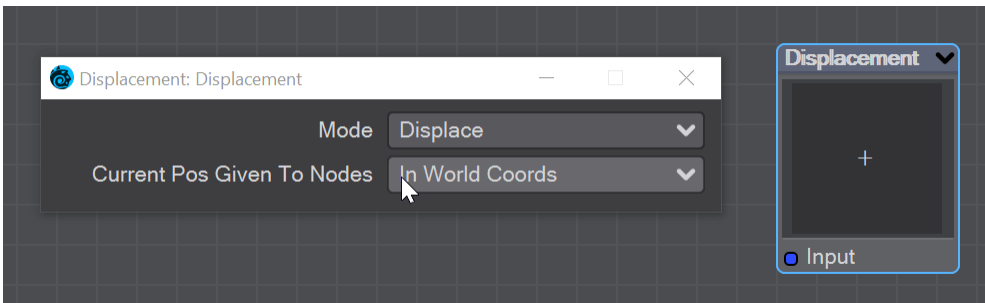 Displacement: Displacement
Mode Displace
Current Pos Given To Nodes In World Coords
Displacement
Input